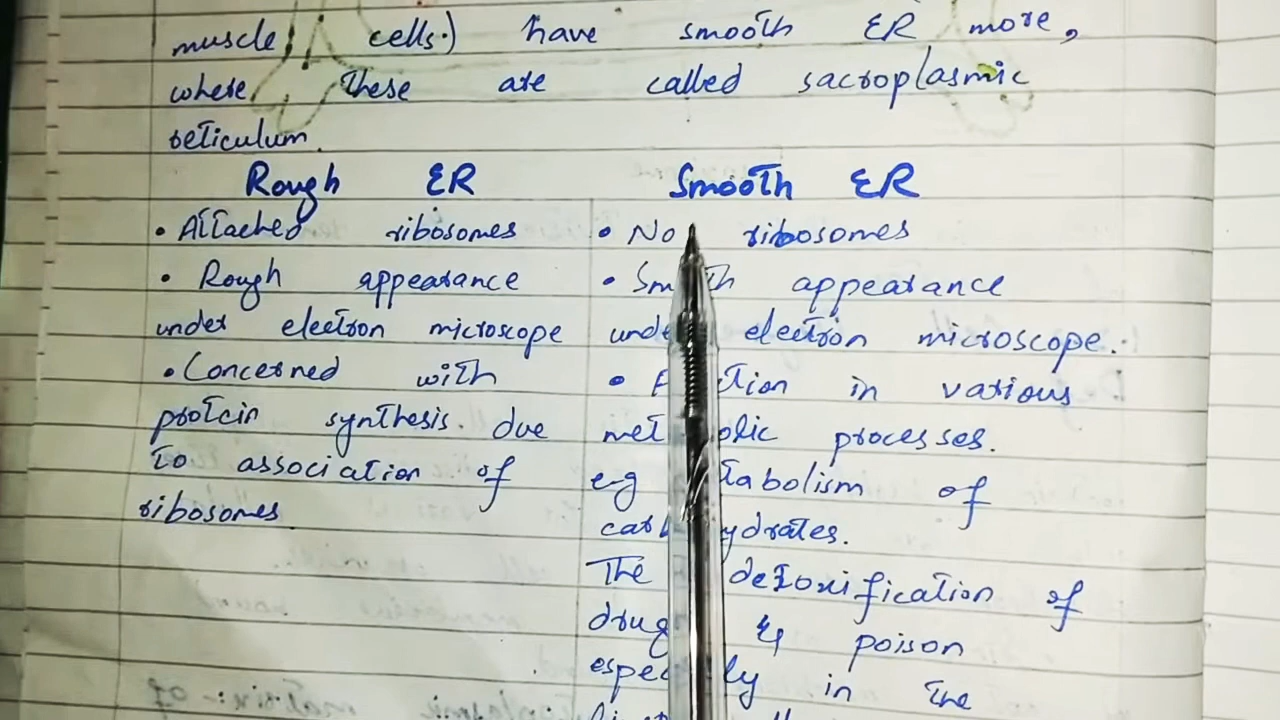 muscle cells.) have smooth ER more,
where these are called sacroplasmic
reticulum.
Rough ER
• Attached ribosomes
• Rough appearance
under electron microscope
• Concerned with
protein synthesis. due
to association of
ribosomes.
Smooth ER
• No ribosomes
• appearance
electron microscope.
• in various
processes.
e.g of
The detoxification of
& poison
in the